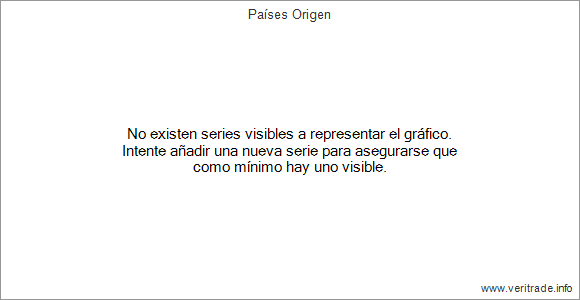 Países Origen
No existen series visibles a representar el gráfico.
Intente añadir una nueva serie para asegurarse que
como mínimo hay uno visible.
www.veritrade.info